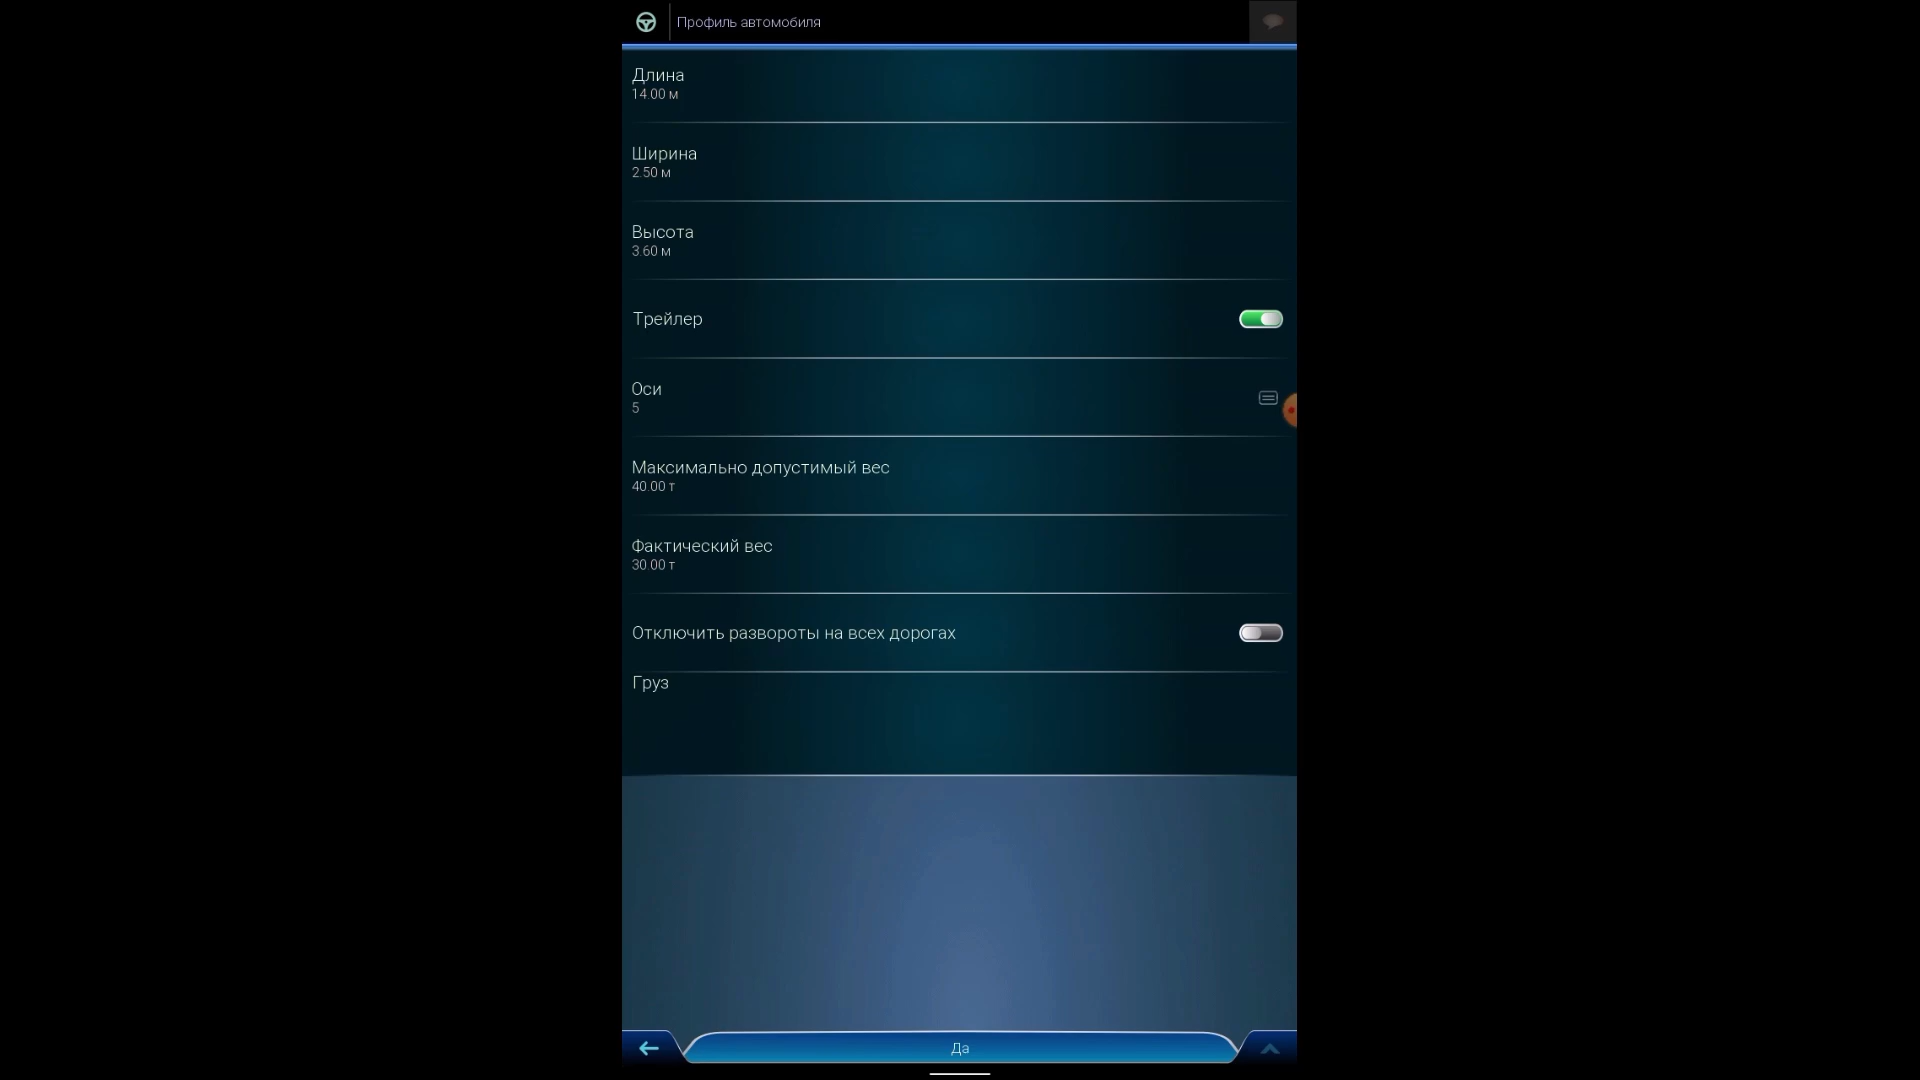 Профиль автомобиля
Длина
14.00 м
Ширина
2.50 м
Высота
3.60 м
Трейлер
Оси
5
Максимально допустимый вес
40.00 т
Фактический вес
30.00 т
Отключить развороты на всех дорогах
Груз
Да